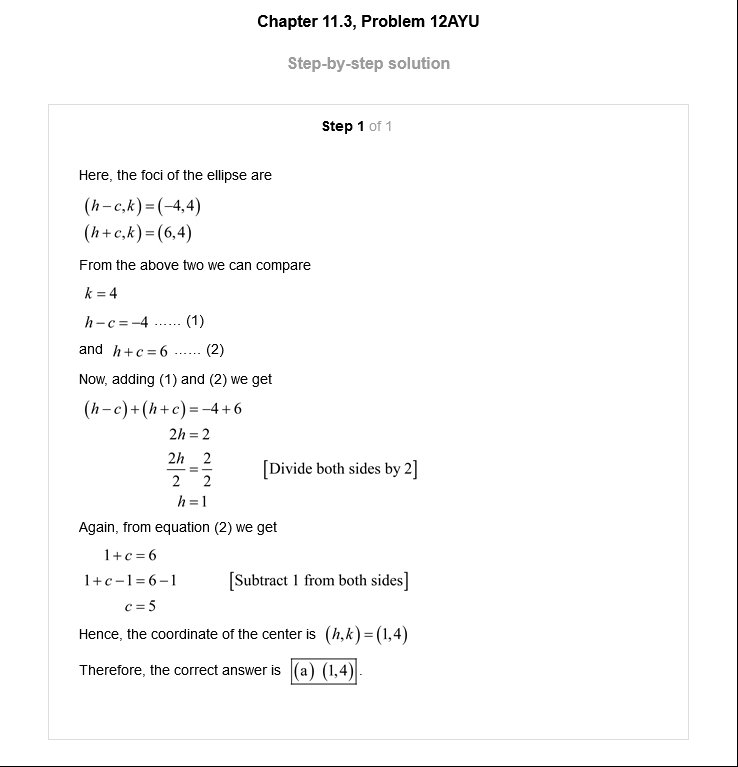 Chapter 11.3, Problem 12AYU
Step-by-step solution
Step 1 of 1
Here, the foci of the ellipse are
(h−c,k)=(−4,4)
(h+c,k)=(6,4)
From the above two we can compare
k=4
h−c=−4 ...... (1)
and h+c=6 ...... (2)
Now, adding (1) and (2) we get
(h−c)+(h+c)=−4+6
2h=2
2h/2=2/2 [Divide both sides by 2]
h=1
Again, from equation (2) we get
1+c=6
1+c−1=6−1 [Subtract 1 from both sides]
c=5
Hence, the coordinate of the center is (h,k)=(1,4)
Therefore, the correct answer is (a) (1,4).